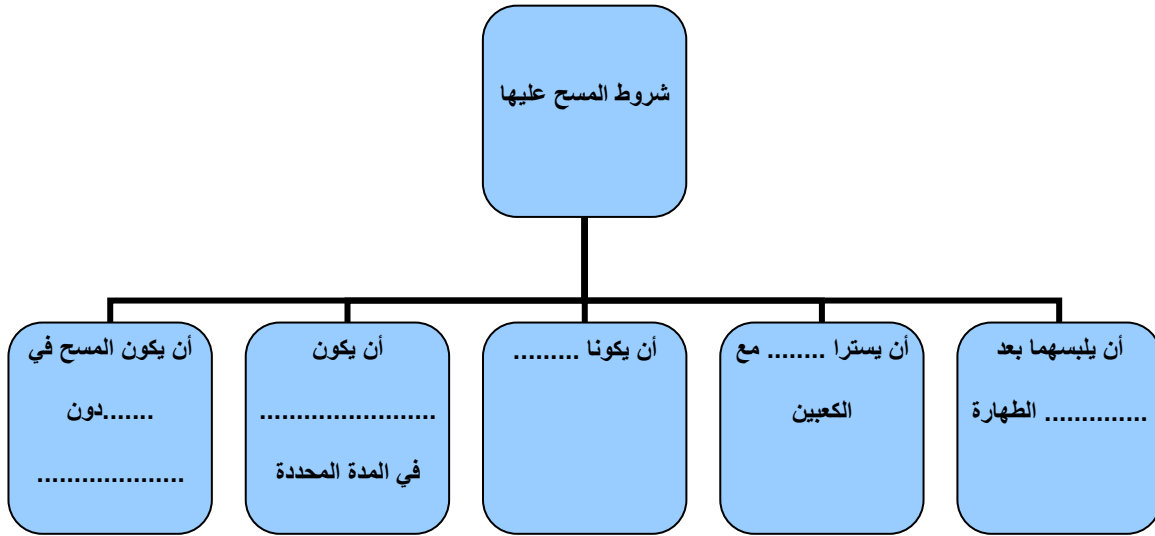 شروط المسح عليها
أن يلبسهما بعد
.............. الطهارة
أن يسترا ........ مع
الكعبين
أن يكونا .........
أن يكون
........................
في المدة المحددة
أن يكون المسح في
.......دون
....................